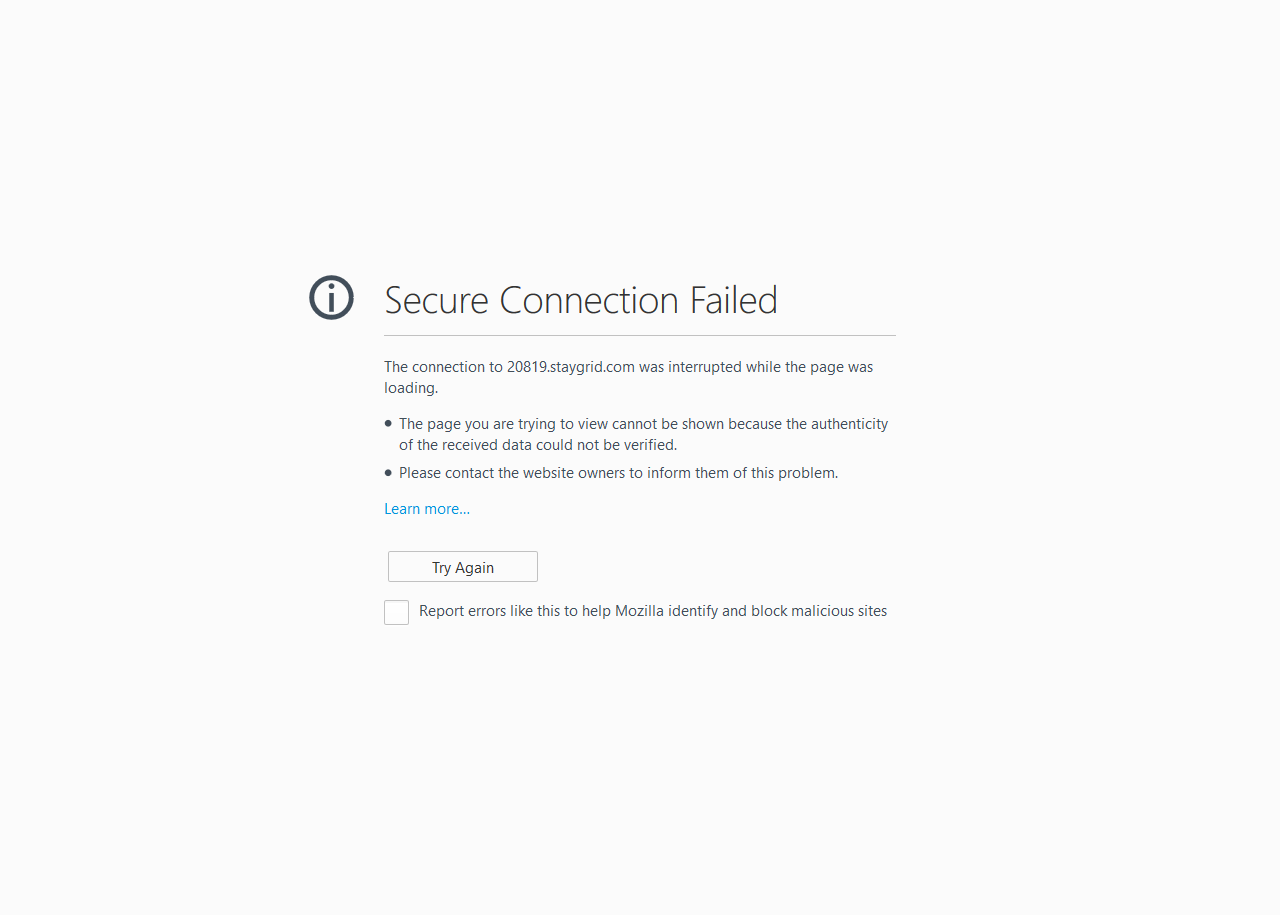 Secure Connection Failed
The connection to 20819.staygrid.com was interrupted while the page was
loading.
The page you are trying to view cannot be shown because the authenticity
of the received data could not be verified.
Please contact the website owners to inform them of this problem.
Learn more…
Try Again
Report errors like this to help Mozilla identify and block malicious sites